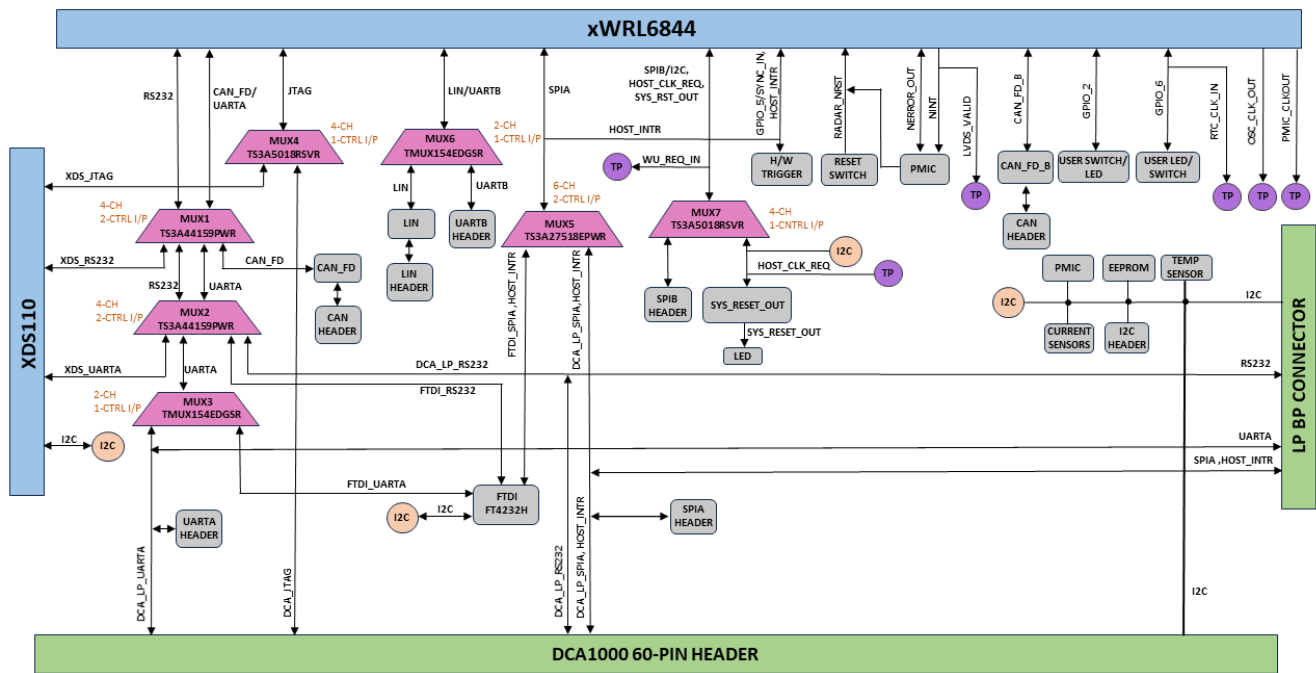 xWRL6844
RS232
CAN_FD/
UARTA
JTAG
LIN/UARTB
SPIA
SPIB/I2C,
HOST_CLK_REQ,
SYS_RST_OUT
GPIO_5/SYNC_IN,
HOST_INTR
RADAR_NRST
NERROR_OUT
NINT
LVDS_VALID
CAN_FD_B
GPIO_2
GPIO_6
RTC_CLK_IN
OSC_CLK_OUT
PMIC_CLKOUT
4-CH
1-CTRL I/P
MUX4
TS3A5018RSVR
2-CH
1-CTRL I/P
MUX6
TMUX154EDGSR
HOST_INTR
WU_REQ_IN
TP
H/W
TRIGGER
RESET
SWITCH
PMIC
TP
CAN_FD_B
USER SWITCH/
LED
USER LED/
SWITCH
TP
TP
TP
XDS110
XDS_JTAG
4-CH
2-CTRL I/P
MUX1
TS3A44159PWR
LIN
UARTB
LIN
UARTB
HEADER
LIN
HEADER
6-CH
2-CTRL I/P
MUX5
TS3A27518EPWR
MUX7
TS3A5018RSVR
4-CH
1-CNTRL I/P
CAN
HEADER
XDS_RS232
RS232
UARTA
CAN_FD
CAN_FD
CAN
HEADER
I2C
HOST_CLK_REQ
TP
SPIB
HEADER
SYS_RESET_OUT
SYS_RESET_OUT
LED
PMIC
EEPROM
TEMP
SENSOR
I2C
I2C
CURRENT
SENSORS
I2C
HEADER
LP BP CONNECTOR
4-CH
2-CTRL I/P
MUX2
TS3A44159PWR
FTDI_SPIA ,HOST_INTR
DCA_LP_SPIA,HOST_INTR
XDS_UARTA
UARTA
DCA_LP_RS232
RS232
FTDI_RS232
2-CH
1-CTRL I/P
MUX3
TMUX154EDGSR
I2C
I2C
UARTA
SPIA ,HOST_INTR
FTDI_UARTA
FTDI
FT4232H
I2C
I2C
UARTA
HEADER
SPIA
HEADER
DCA_LP_UARTA
DCA_JTAG
DCA_LP_RS232
DCA_LP_SPIA, HOST_INTR
I2C
DCA1000 60-PIN HEADER